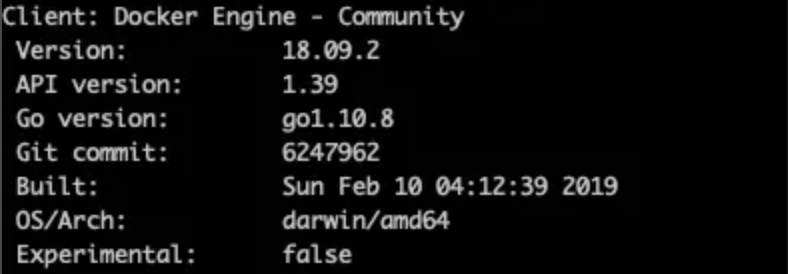 Client: Docker Engine - Community
Version: 18.09.2
API version: 1.39
Go version: go1.10.8
Git commit: 6247962
Built: Sun Feb 10 04:12:39 2019
OS/Arch: darwin/amd64
Experimental: false